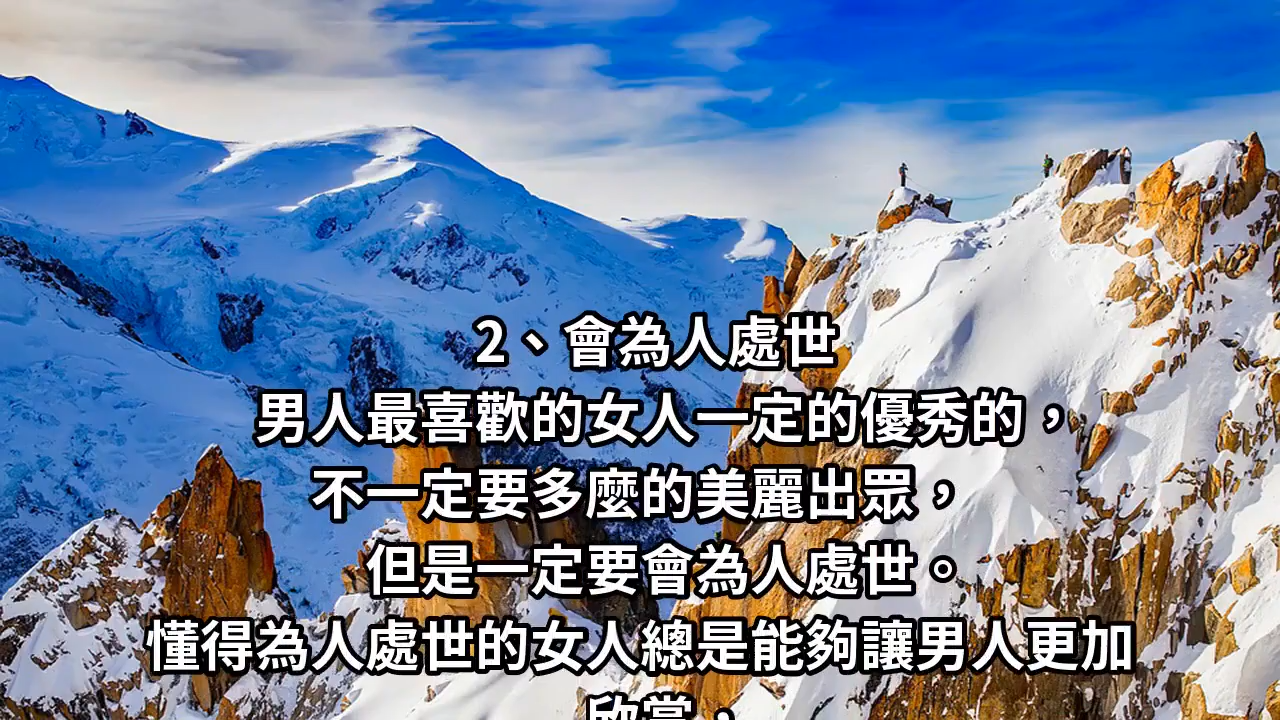 2、會為人處世
男人最喜歡的女人一定的優秀的，
不一定要多麼的美麗出眾，
但是一定要會為人處世。
懂得為人處世的女人總是能夠讓男人更加
欣賞，